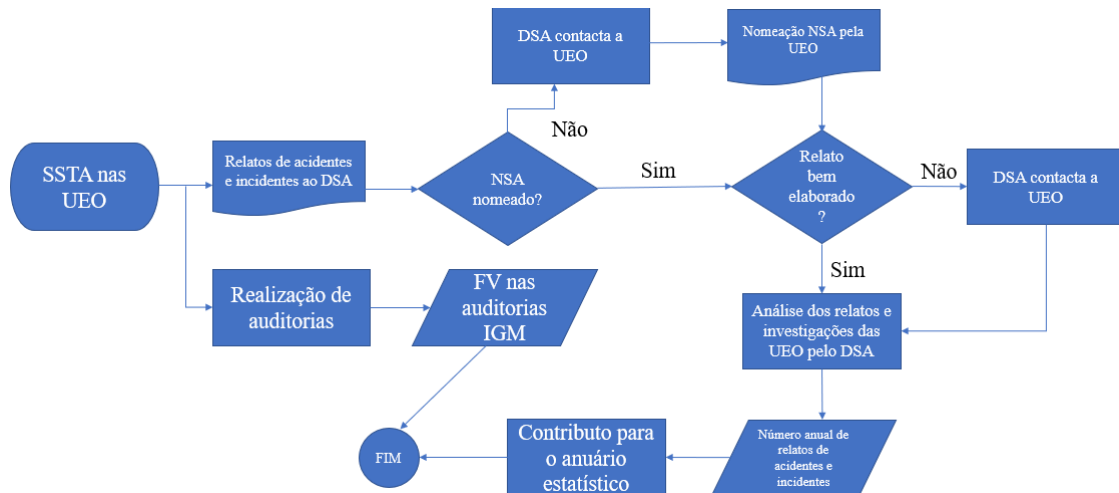 DSA contacta a
UEO
Nomeação NSA pela
UEO
Não
SSTA nas
UEO
Relatos de acidentes
e incidentes ao DSA
NSA
nomeado?
Sim
Relato
bem
elaborado
?
Não
DSA contacta a
UEO
Sim
Realização de
auditorias
FV nas
auditorias
IGM
Análise dos relatos e
investigações das
UEO pelo DSA
FIM
Contributo para
o anuário
estatístico
Número anual de
relatos de
acidentes e
incidentes